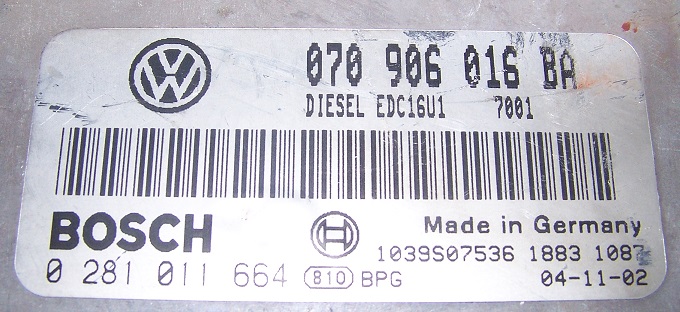 070 906 016 BA
DIESEL EDC16U1 7001
BOSCH
Made in Germany
1039S07536 1883 1087
0 281 011 664 810 BPG
04-11-02